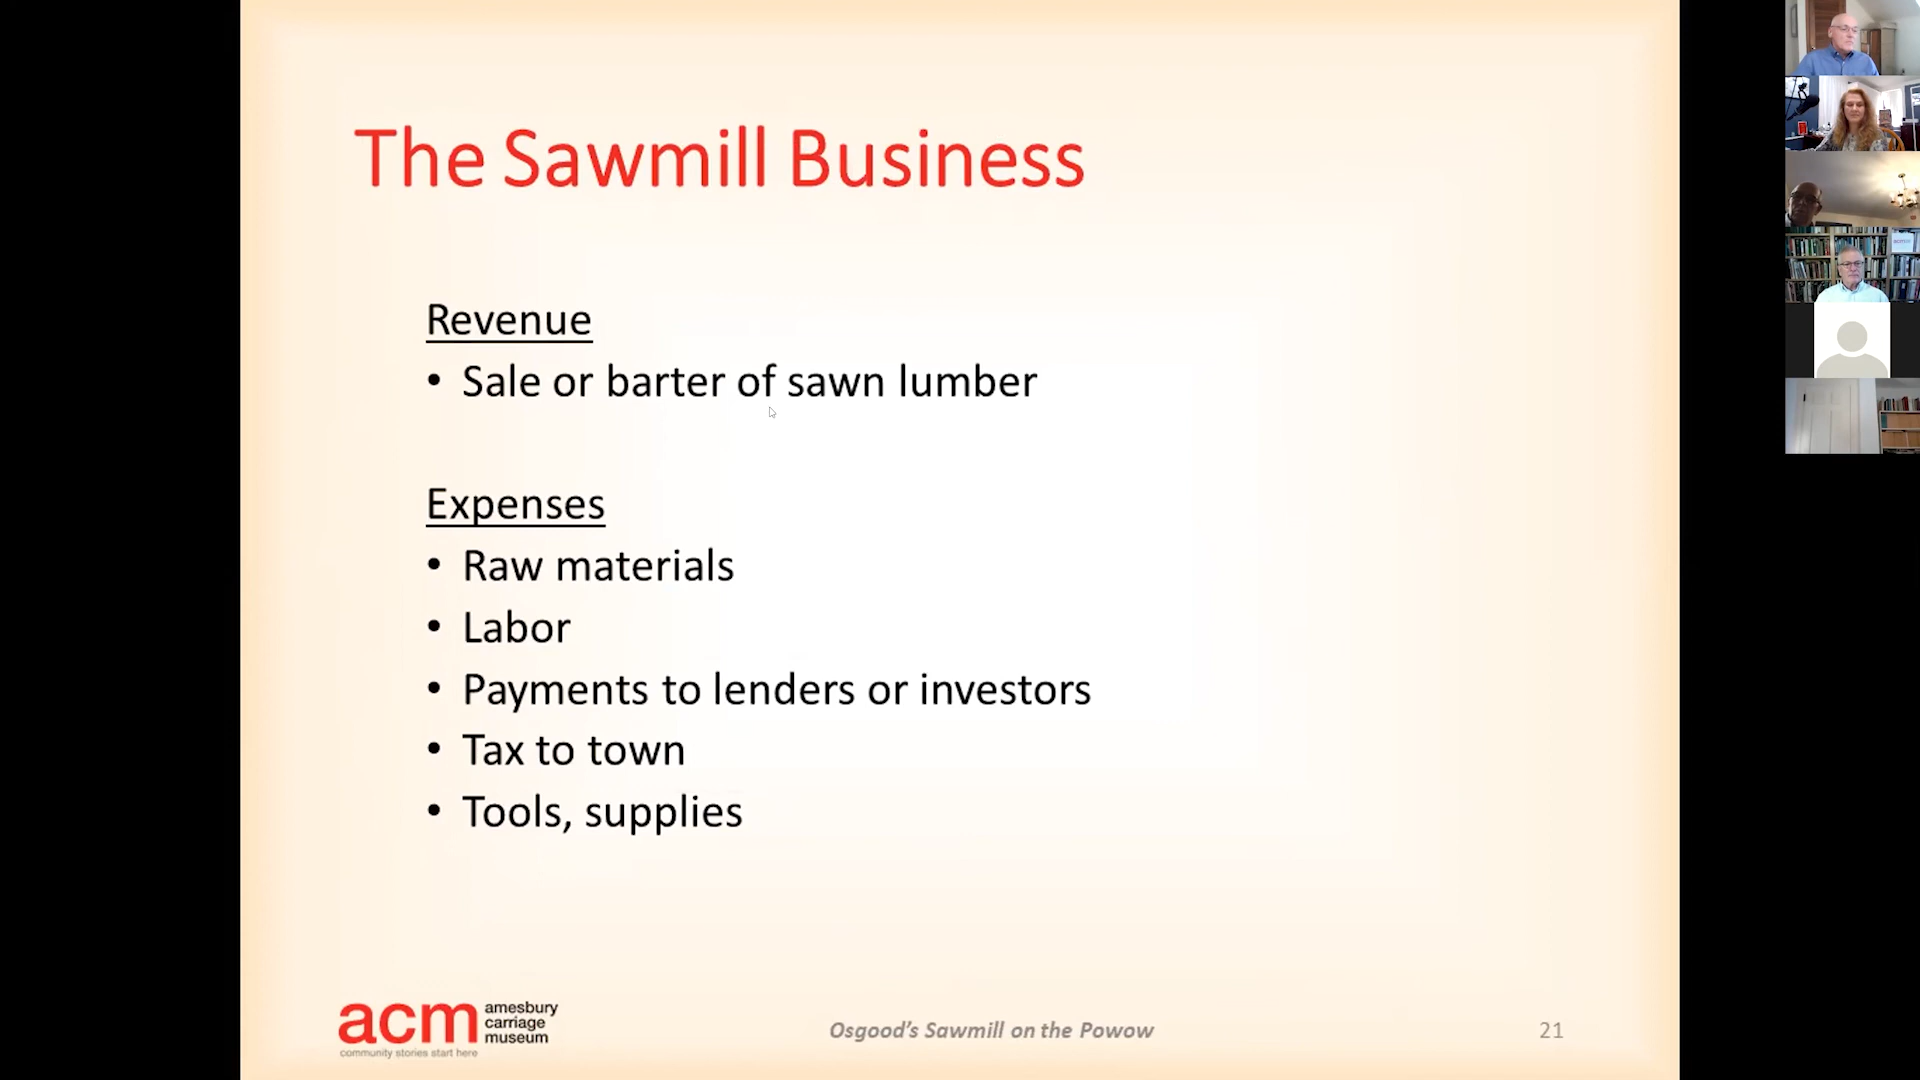 The Sawmill Business
Revenue
• Sale or barter of sawn lumber
Expenses
• Raw materials
• Labor
• Payments to lenders or investors
• Tax to town
• Tools, supplies
acm
amesbury
carriage
museum
community stories start here
Osgood's Sawmill on the Powow
21